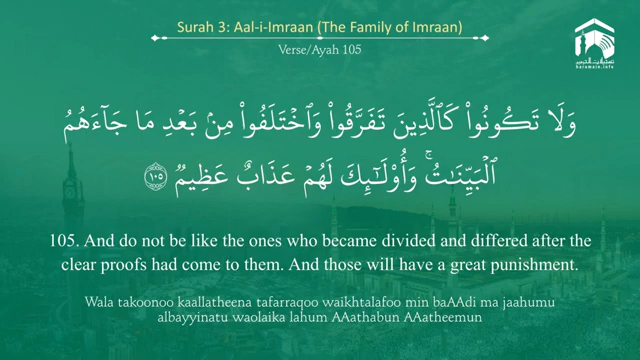 Surah 3: Aal-i-Imraan (The Family of Imraan)
Verse/Ayah 105
haramain.info
وَلَا تَكُونُوا۟ كَٱلَّذِينَ تَفَرَّقُوا۟ وَٱخْتَلَفُوا۟ مِنۢ بَعْدِ مَا جَآءَهُمُ
ٱلْبَيِّنَـٰتُ ۚ وَأُو۟لَـٰٓئِكَ لَهُمْ عَذَابٌ عَظِيمٌ ١٠٥
105. And do not be like the ones who became divided and differed after the
clear proofs had come to them. And those will have a great punishment.
Wala takoonoo kaallatheena tafarraqoo waikhtalafoo min baAAdi ma jaahumu
albayyinatu waolaika lahum AAathabun AAatheemun